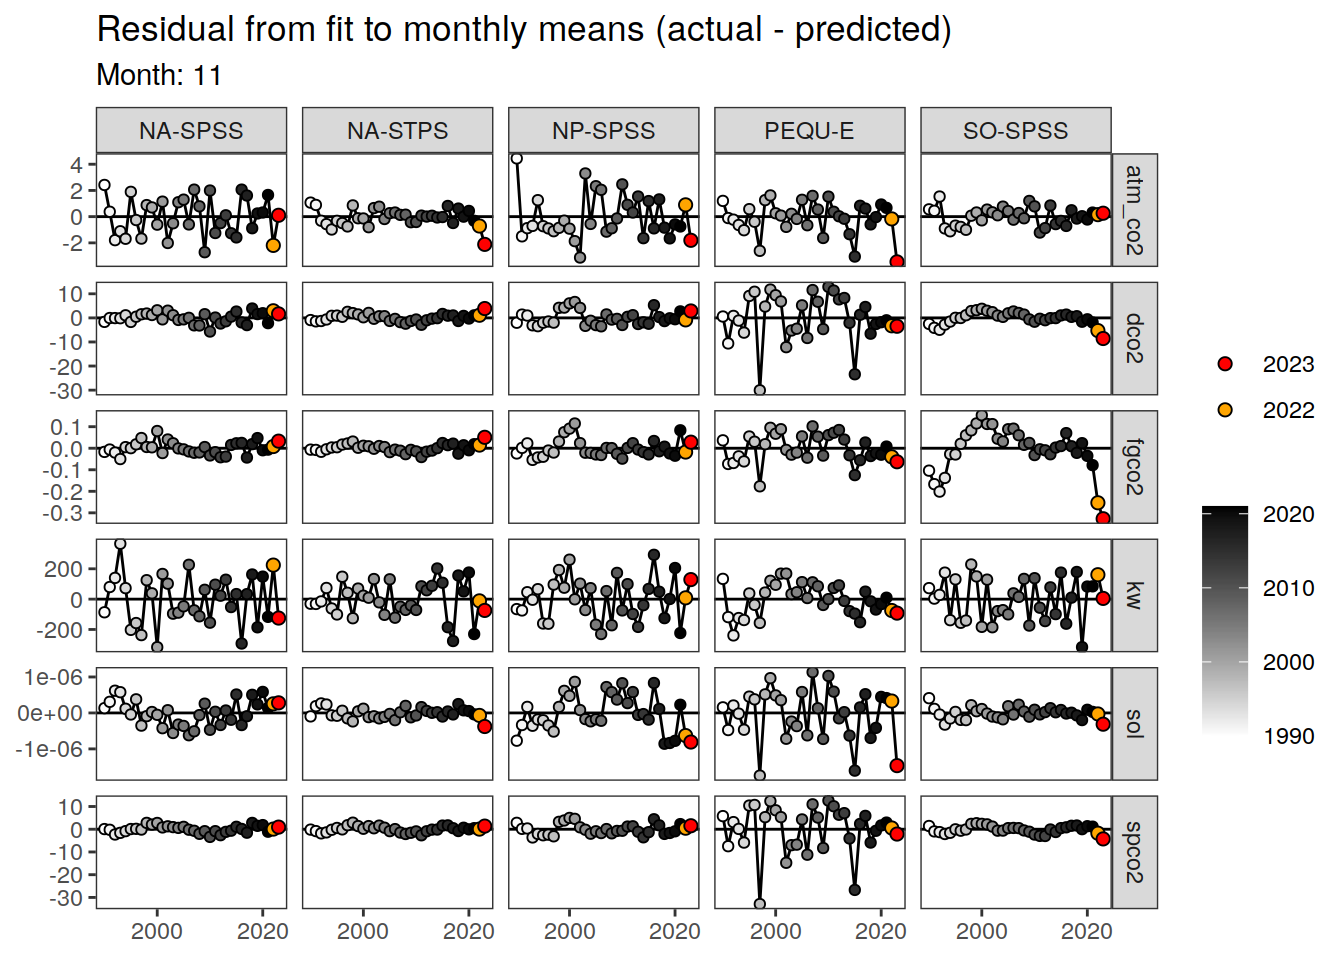 Residual from fit to monthly means (actual - predicted)
Month: 11
NA-SPSS NA-STPS NP-SPSS PEQU-E SO-SPSS
4
2
0
-2
atm_co2
10
0
-10
-20
-30
dco2
0.1
0.0
-0.1
-0.2
-0.3
fgco2
200
0
-200
kw
1e-06
0e+00
-1e-06
sol
10
0
-10
-20
-30
spco2
2000 2020 2000 2020 2000 2020 2000 2020 2000 2020
2023
2022
2020
2010
2000
1990